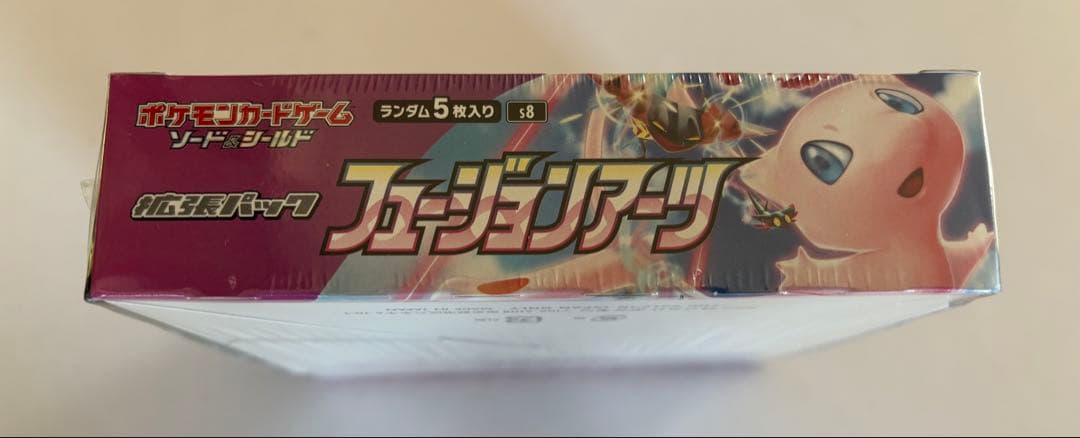 ポケモンカードゲーム
ソード&シールド
ランダム5枚入り
S8
拡張パック
フュージョンアーツ